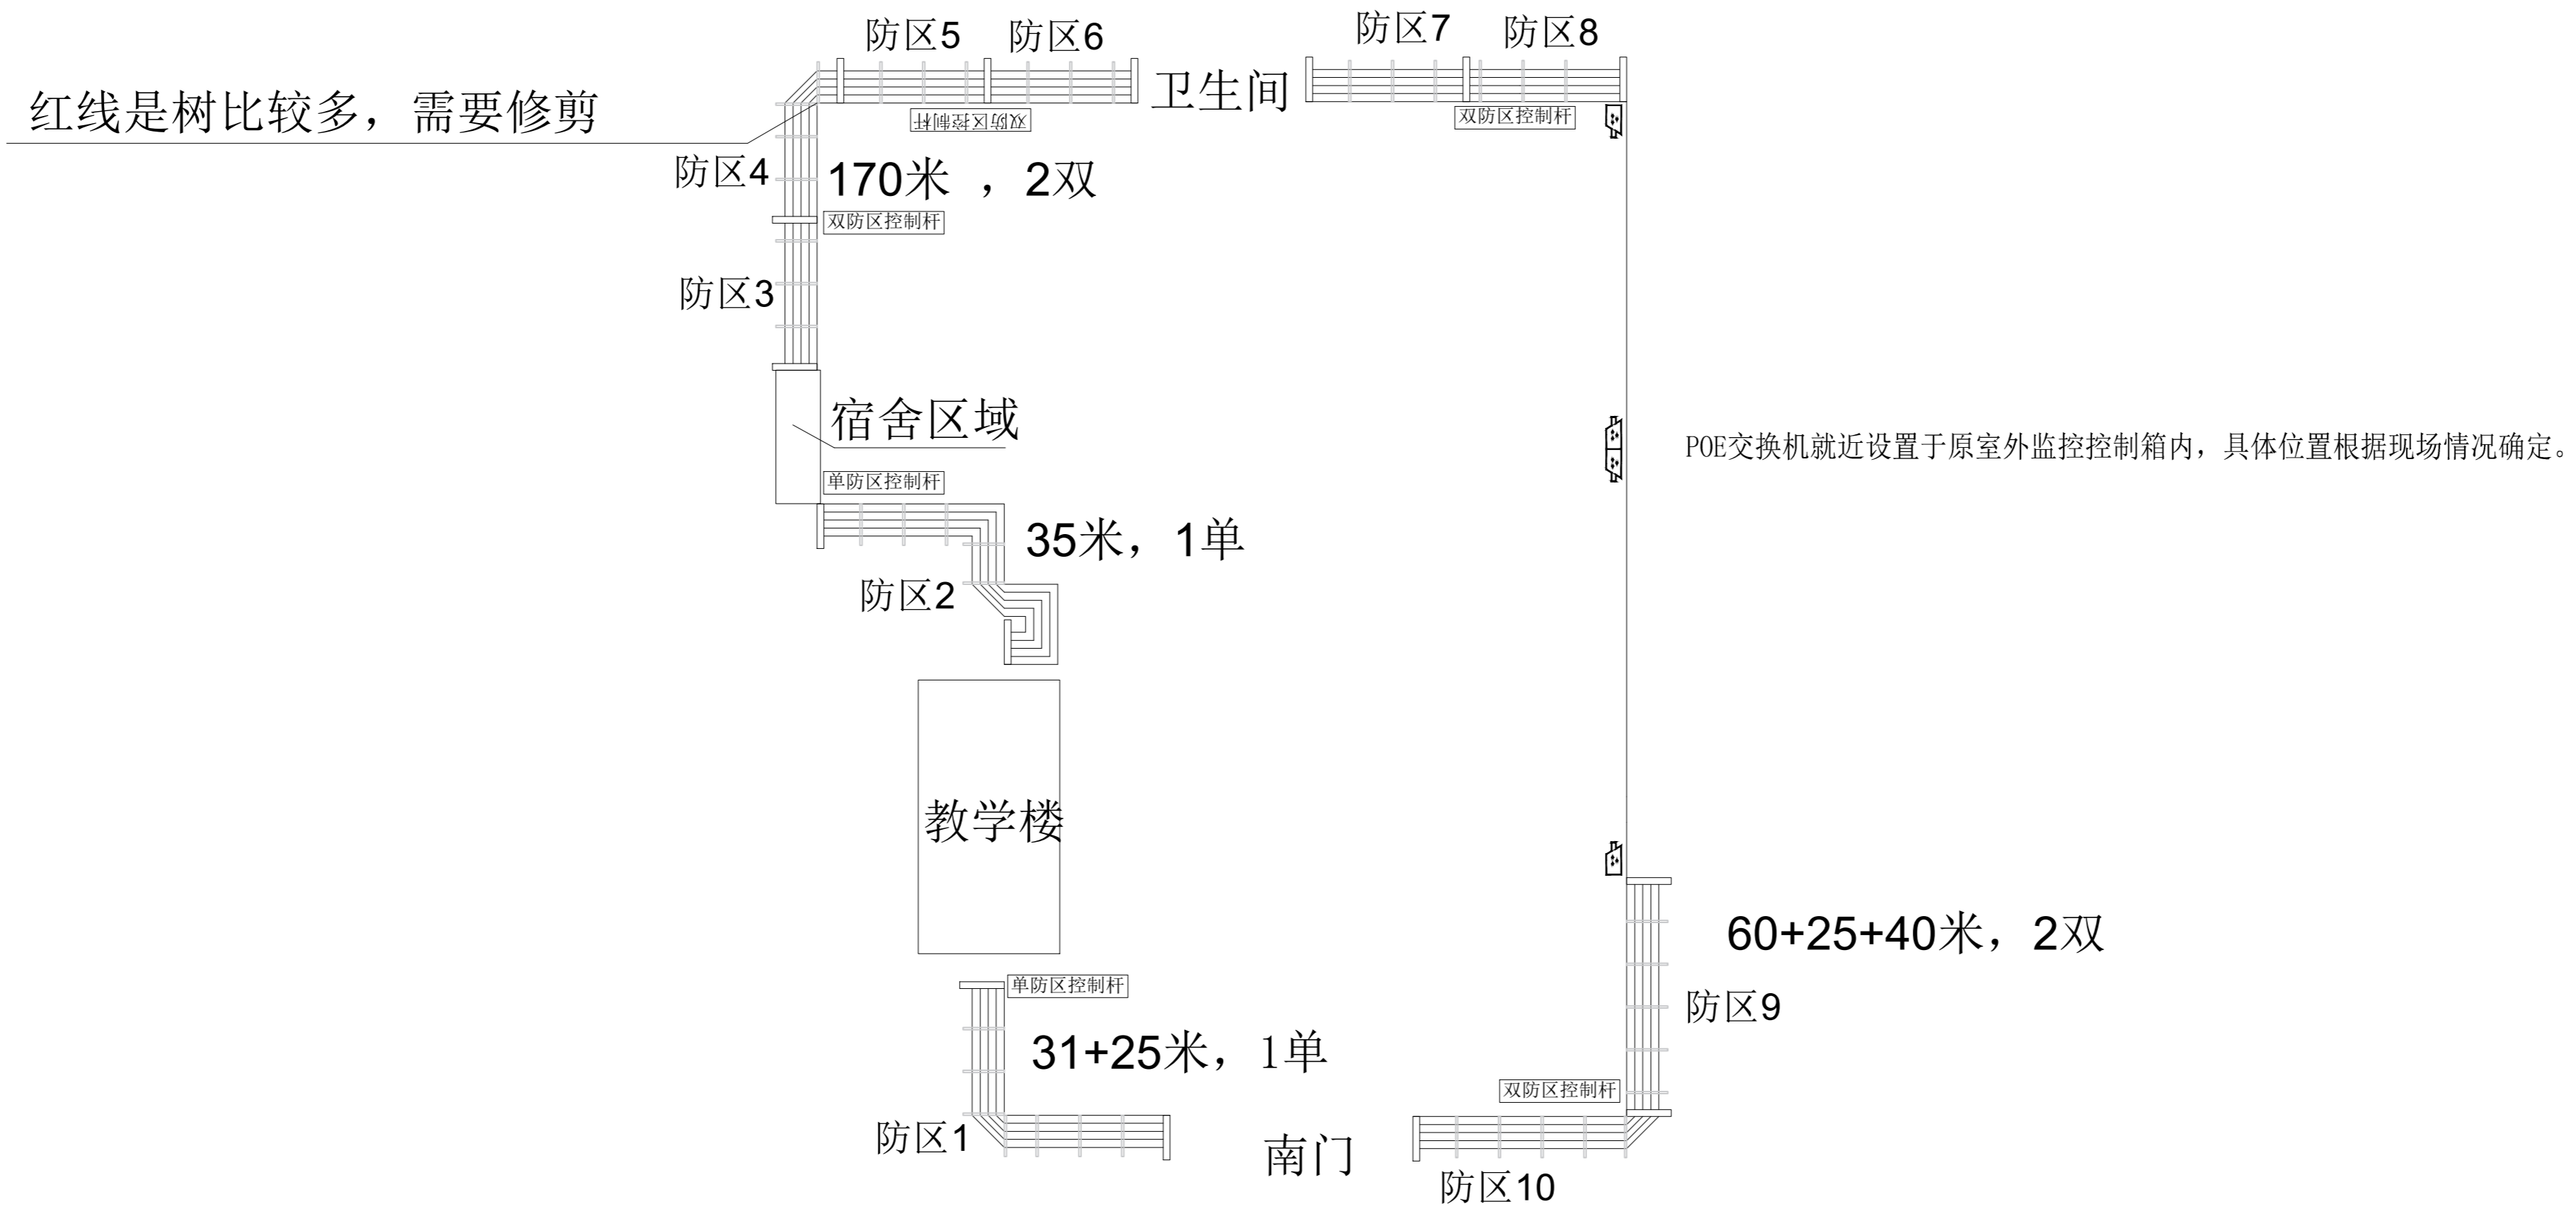 防区5
防区6
防区7
防区8
红线是树比较多，需要修剪
卫生间
双防区控制杆
双防区控制杆
防区4
170米 ，2双
双防区控制杆
防区3
宿舍区域
POE交换机就近设置于原室外监控控制箱内，具体位置根据现场情况确定。
单防区控制杆
35米，1单
防区2
教学楼
60+25+40米，2双
单防区控制杆
防区9
31+25米，1单
双防区控制杆
防区1
南门
防区10